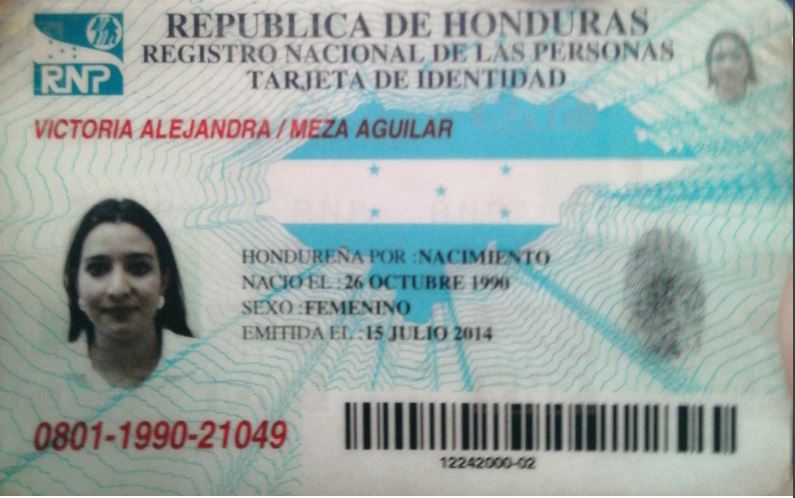 REPUBLICA DE HONDURAS
REGISTRO NACIONAL DE LAS PERSONAS
TARJETA DE IDENTIDAD
RNP
VICTORIA ALEJANDRA / MEZA AGUILAR
RNP RNP
HONDUREÑA POR :NACIMIENTO
NACIO EL :26 OCTUBRE 1990
SEXO :FEMENINO
EMITIDA EL :15 JULIO 2014
0801-1990-21049
12242000-02